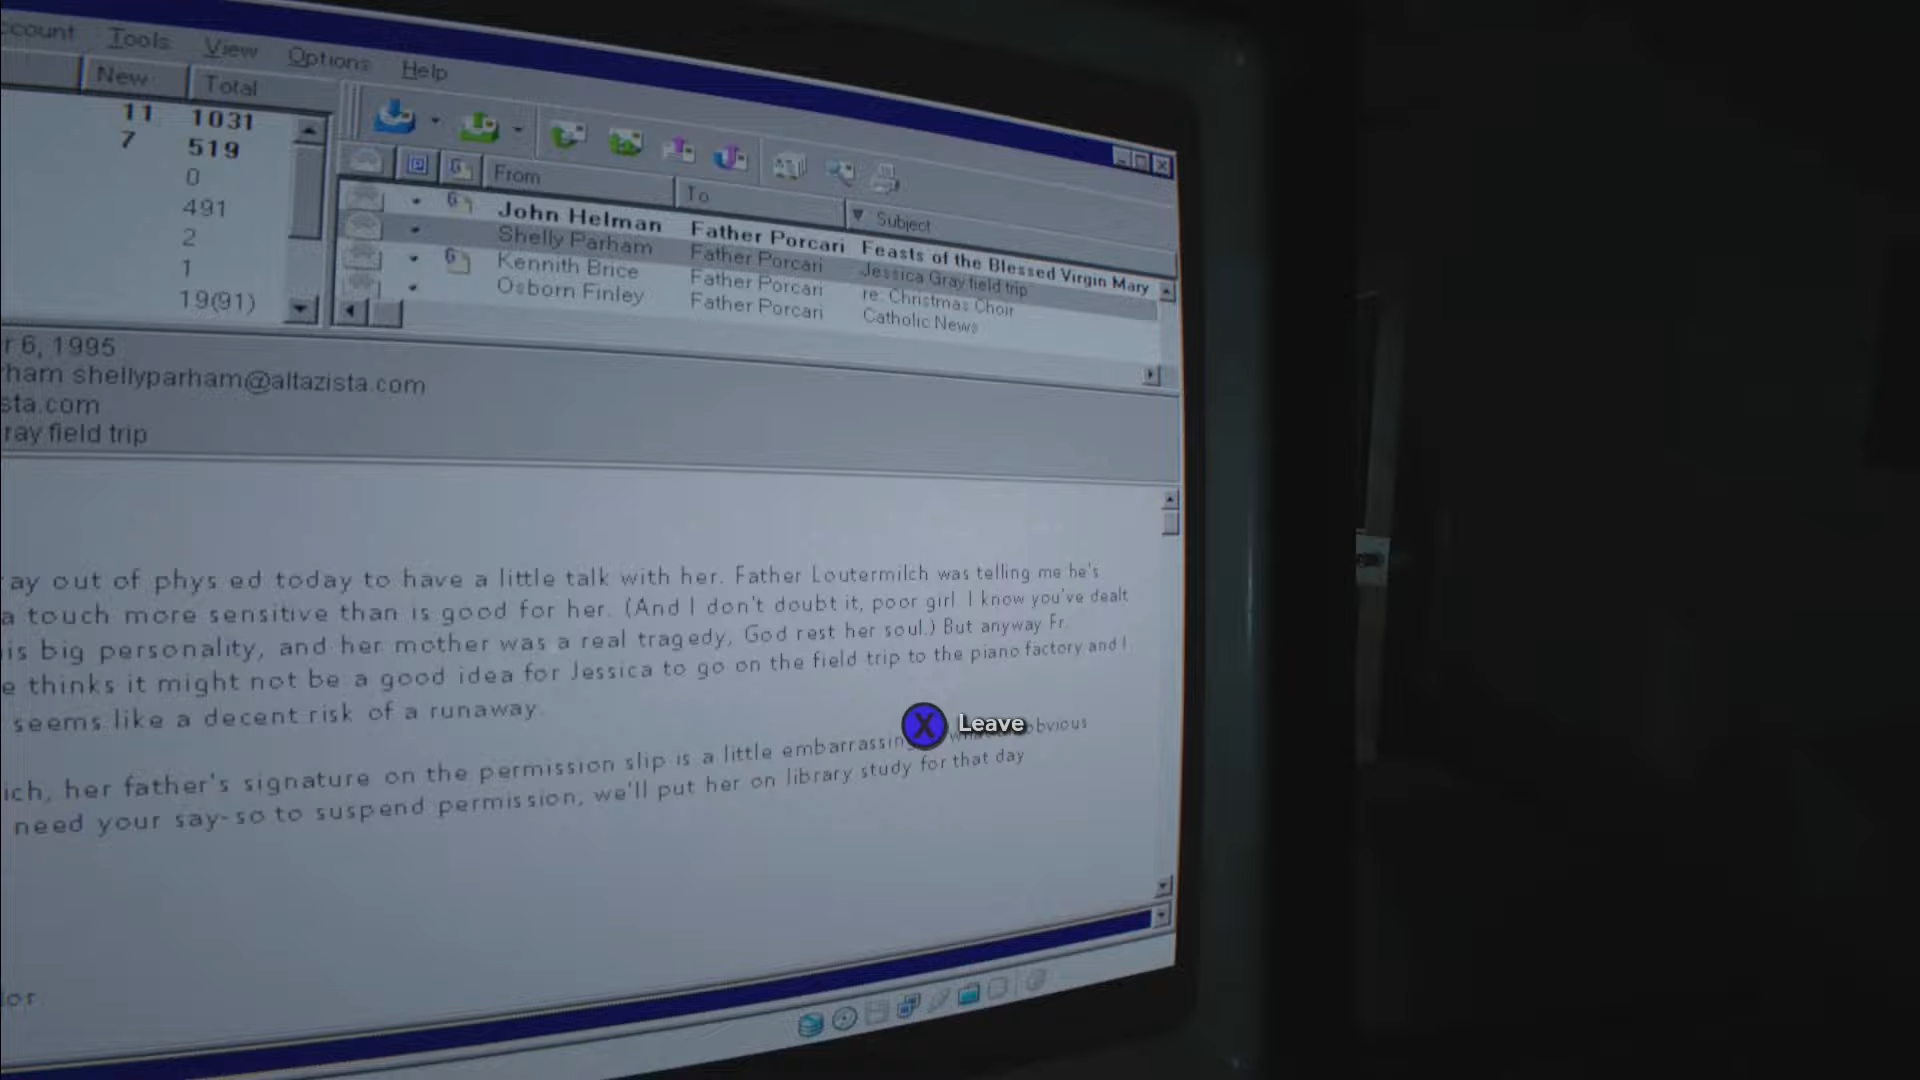 ccount Tools View Options Help
New Total
11 1031
7 519
0
491
2
1
19(91)
From To Subject
John Helman Father Porcari Feasts of the Blessed Virgin Mary
Shelly Parham Father Porcari Jessica Gray field trip
Kennith Brice Father Porcari re: Christmas Choir
Osborn Finley Father Porcari Catholic News
r 6, 1995
rham shellyparham@altazista.com
sta.com
ray field trip
ay out of phys ed today to have a little talk with her. Father Loutermilch was telling me he's
a touch more sensitive than is good for her. (And I don't doubt it, poor girl. I know you've dealt
is big personality, and her mother was a real tragedy, God rest her soul.) But anyway Fr.
e thinks it might not be a good idea for Jessica to go on the field trip to the piano factory and I
seems like a decent risk of a runaway.
X Leave
ich, her father's signature on the permission slip is a little embarrassin obvious
need your say-so to suspend permission, we'll put her on library study for that day
lor.